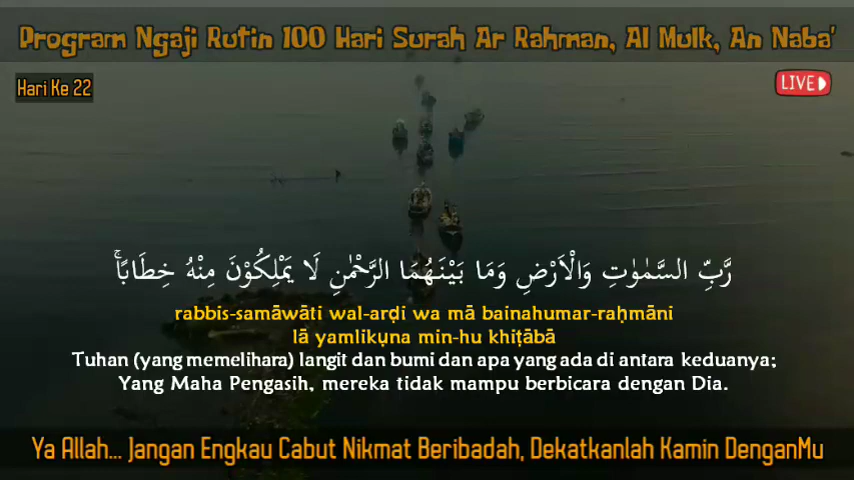 Program Ngaji Rutin 100 Hari Surah Ar Rahman, Al Mulk, An Naba'
Hari Ke 22
LIVE
رَّبِّ السَّمٰوٰتِ وَالْاَرْضِ وَمَا بَيْنَهُمَا الرَّحْمٰنِ لَا يَمْلِكُوْنَ مِنْهُ خِطَابًاۚ
rabbis-samāwāti wal-arḍi wa mā bainahumar-raḥmāni
lā yamlikụna min-hu khiṭābā
Tuhan (yang memelihara) langit dan bumi dan apa yang ada di antara keduanya;
Yang Maha Pengasih, mereka tidak mampu berbicara dengan Dia.
Ya Allah... Jangan Engkau Cabut Nikmat Beribadah, Dekatkanlah Kamin DenganMu